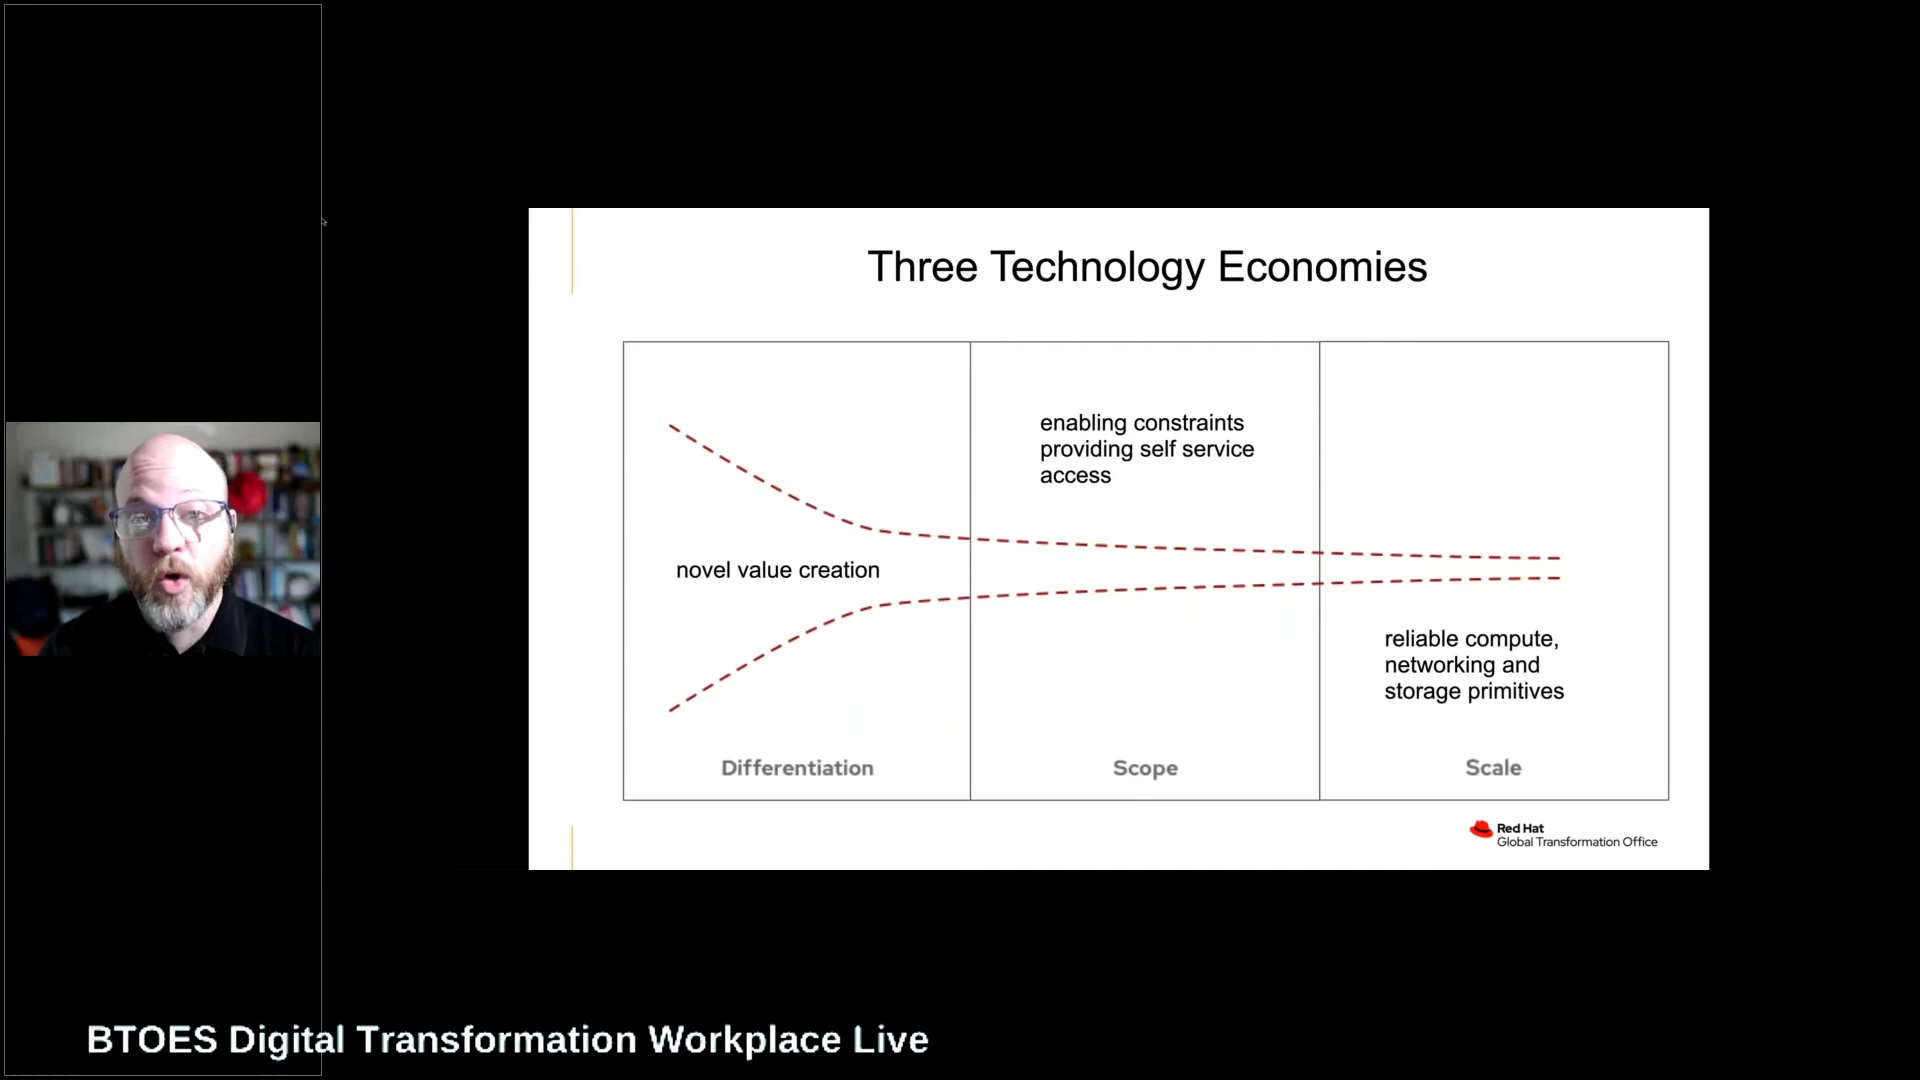 Three Technology Economies
enabling constraints
providing self service
access
novel value creation
reliable compute,
networking and
storage primitives
Differentiation
Scope
Scale
Red Hat
Global Transformation Office
BTOES Digital Transformation Workplace Live